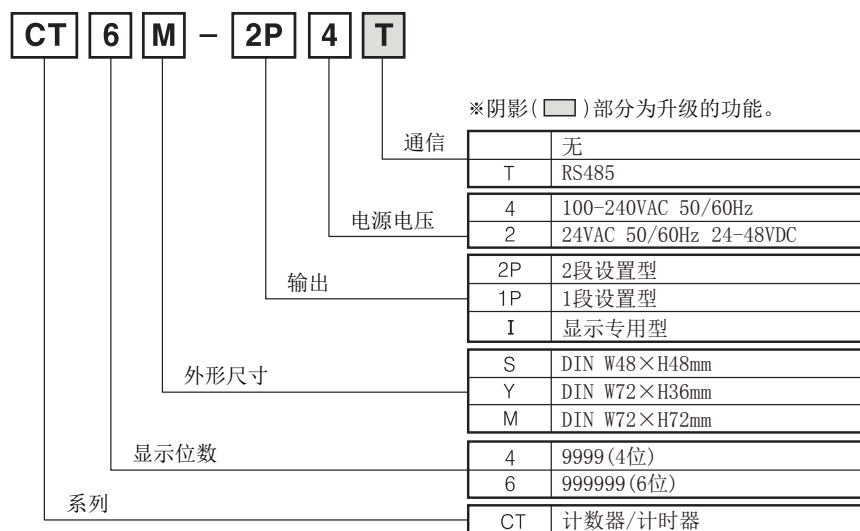 CT 6 M - 2P 4 T
※阴影( )部分为升级的功能。
通信
无
T RS485
电源电压
4 100-240VAC 50/60Hz
2 24VAC 50/60Hz 24-48VDC
输出
2P 2段设置型
1P 1段设置型
I 显示专用型
外形尺寸
S DIN W48×H48mm
Y DIN W72×H36mm
M DIN W72×H72mm
显示位数
4 9999(4位)
6 999999(6位)
系列
CT 计数器/计时器